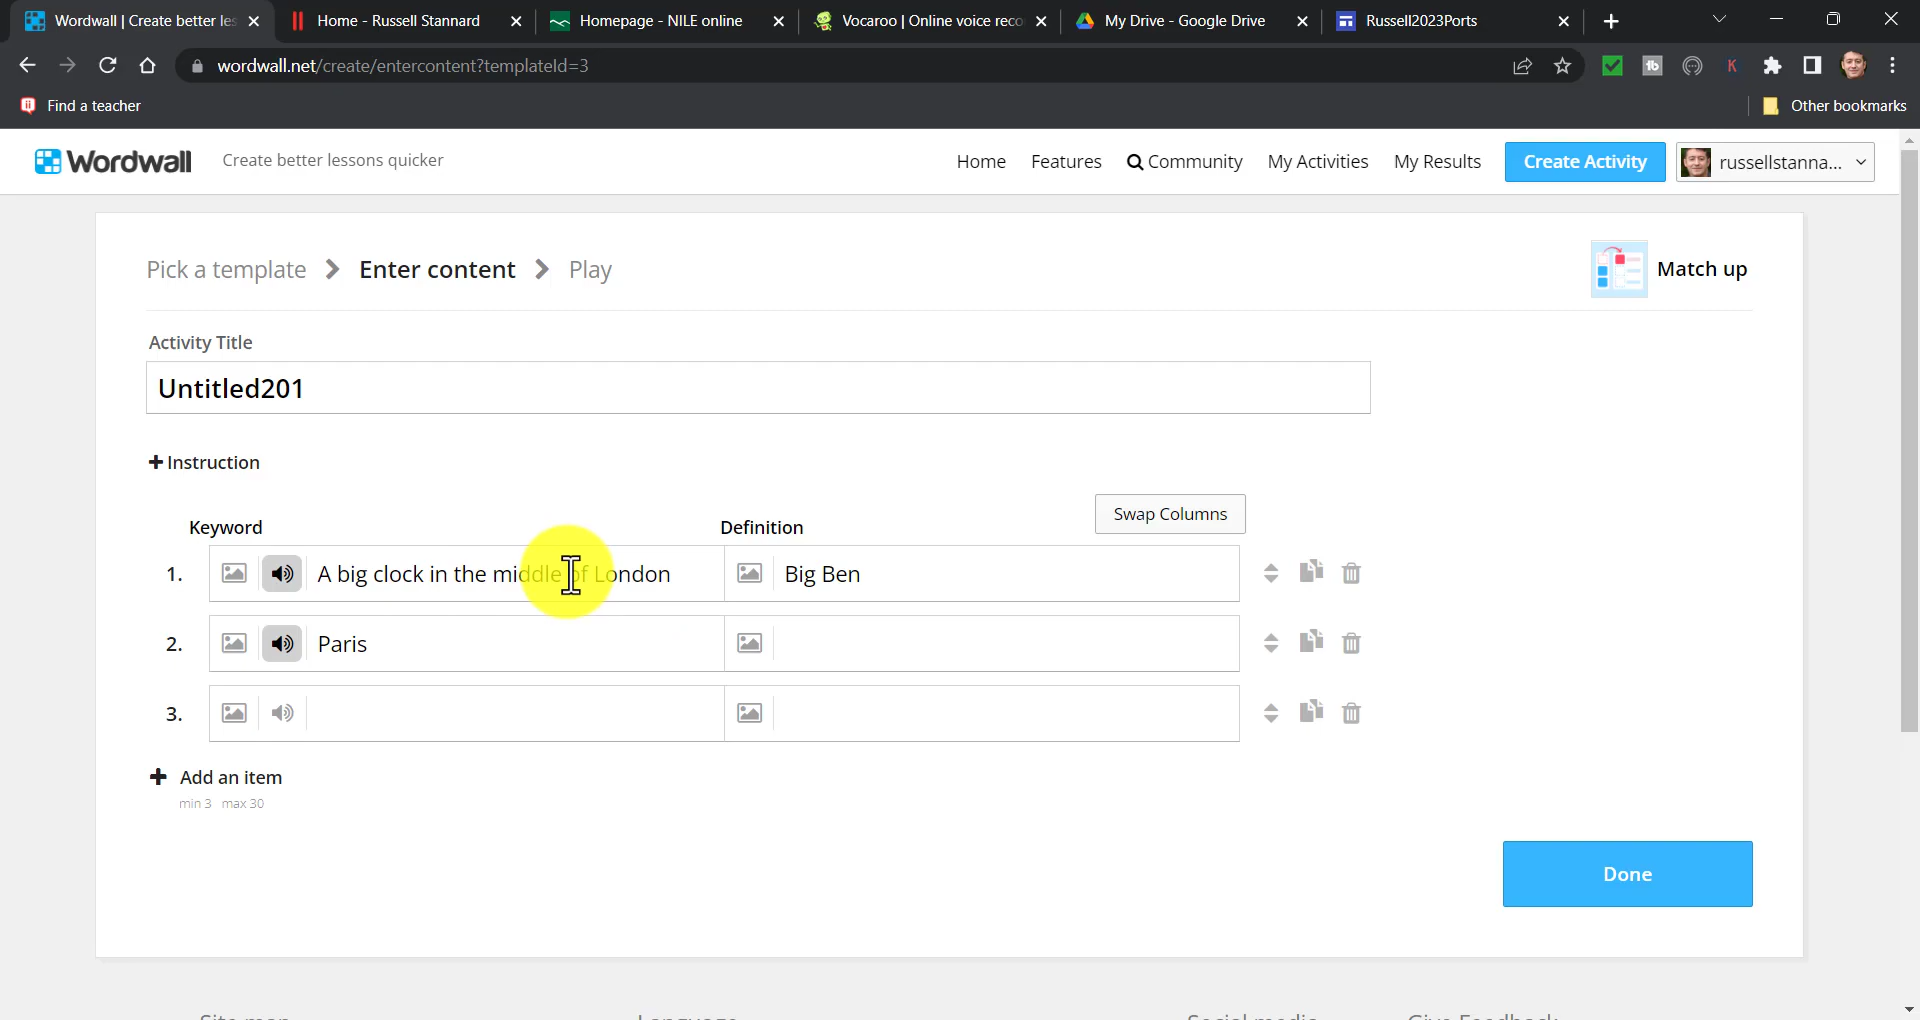 Wordwall | Create better les
Home - Russell Stannard
Homepage - NILE online
Vocaroo | Online voice reco
My Drive - Google Drive
Russell2023Ports
wordwall.net/create/entercontent?templateId=3
Find a teacher
Other bookmarks
Wordwall
Create better lessons quicker
Home
Features
Community
My Activities
My Results
Create Activity
russellstanna...
Pick a template
Enter content
Play
Match up
Activity Title
Untitled201
+ Instruction
Swap Columns
Keyword
Definition
1. A big clock in the middle of London
Big Ben
2. Paris
3.
+ Add an item
min 3 max 30
Done